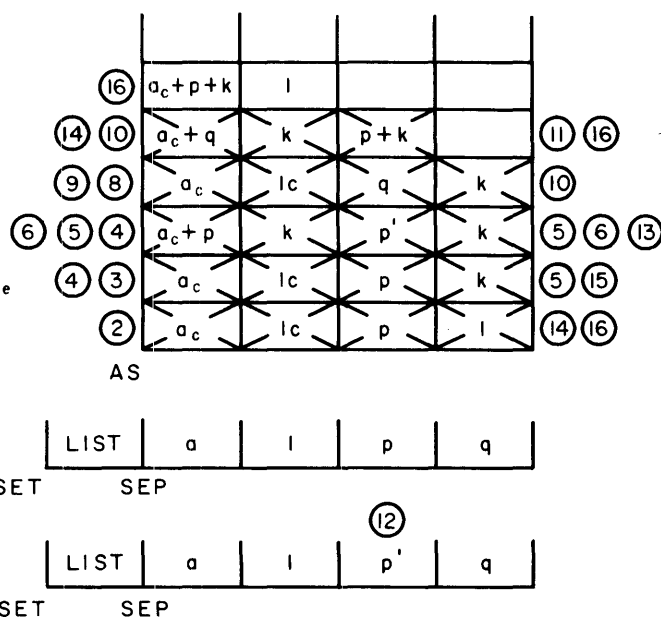 ⑯ a_c+p+k l
⑭ ⑩ a_c+q k p+k ⑪ ⑯
⑨ ⑧ a_c lc q k ⑩
⑥ ⑤ ④ a_c+p k p' k ⑤ ⑥ ⑬
e
④ ③ a_c lc p k ⑤ ⑮
② a_c lc p l ⑭ ⑯
AS
LIST a l p q
SET SEP
⑫
LIST a l p' q
SET SEP